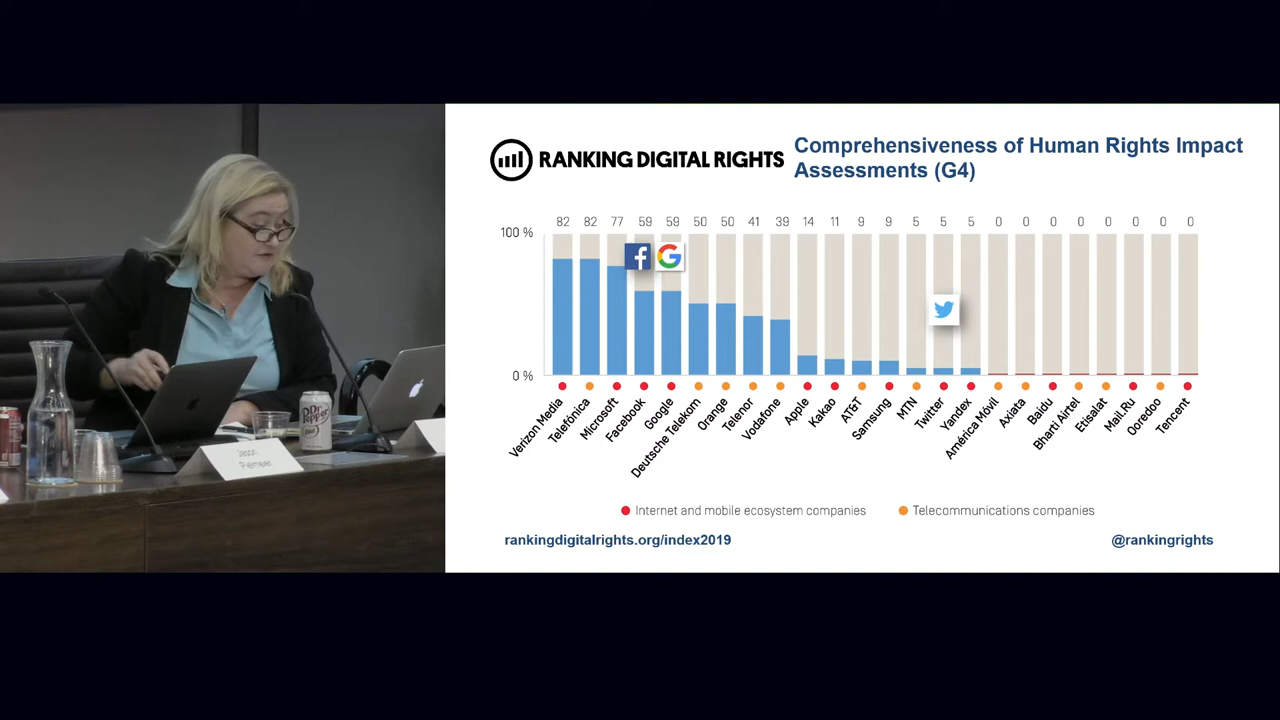 RANKING DIGITAL RIGHTS
Comprehensiveness of Human Rights Impact
Assessments (G4)
82 82 77 59 59 50 50 41 39 14 11 9 9 5 5 5 0 0 0 0 0 0 0 0
100 %
0 %
Verizon Media
Telefónica
Microsoft
Facebook
Google
Deutsche Telekom
Orange
Telenor
Vodafone
Apple
Kakao
AT&T
Samsung
MTN
Twitter
Yandex
América Móvil
Axiata
Baidu
Bharti Airtel
Etisalat
Mail.Ru
Ooredoo
Tencent
Internet and mobile ecosystem companies
Telecommunications companies
rankingdigitalrights.org/index2019
@rankingrights
Dr Pepper
Jason